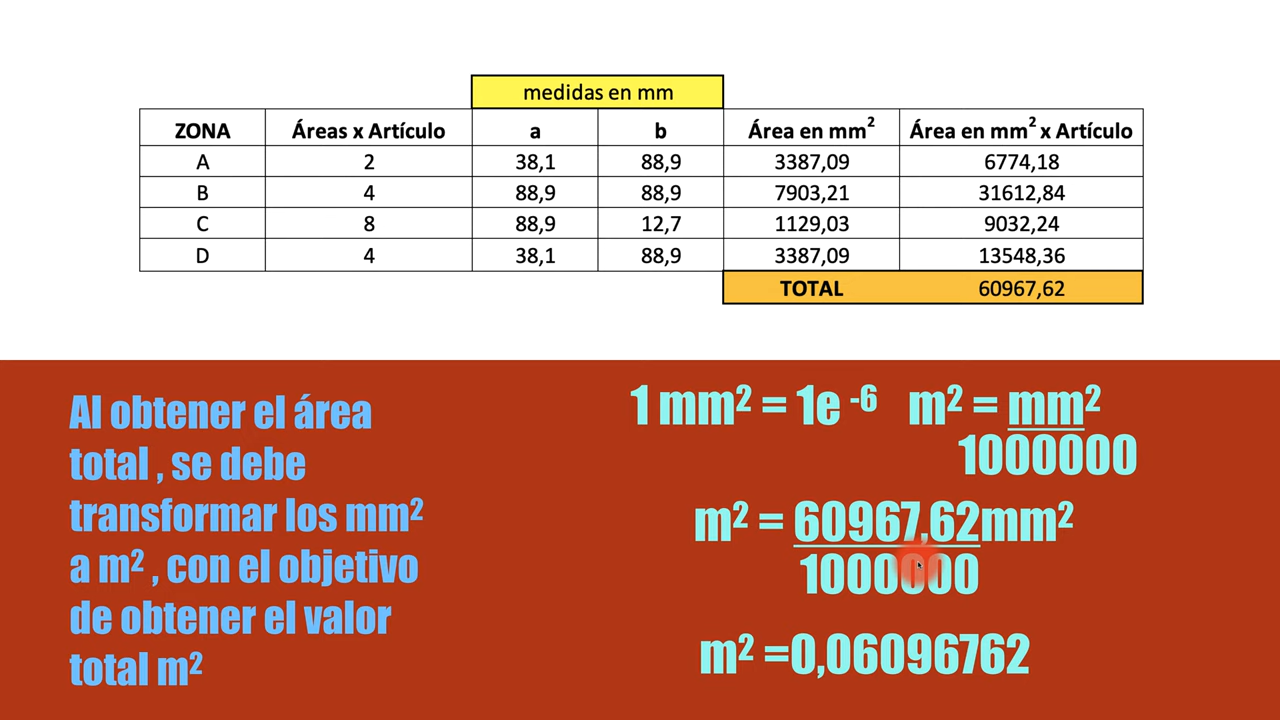 medidas en mm
ZONA Áreas x Artículo a b Área en mm² Área en mm² x Artículo
A 2 38,1 88,9 3387,09 6774,18
B 4 88,9 88,9 7903,21 31612,84
C 8 88,9 12,7 1129,03 9032,24
D 4 38,1 88,9 3387,09 13548,36
TOTAL 60967,62
Al obtener el área
total , se debe
transformar los mm²
a m² , con el objetivo
de obtener el valor
total m²
1 mm² = 1e ⁻⁶ m² = mm²
1000000
m² = 60967,62mm²
1000000
m² =0,06096762